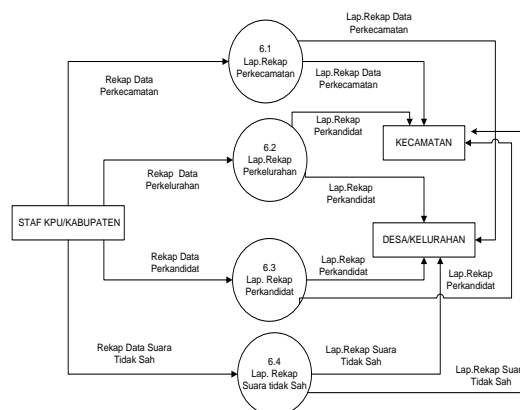 Lap.Rekap Data
Perkecamatan
6.1
Lap.Rekap
Perkecamatan
Lap.Rekap Data
Perkecamatan
Rekap Data
Perkecamatan
Lap.Rekap
Perkandidat
6.2
Lap.Rekap
Perkelurahan
KECAMATAN
Rekap Data
Perkelurahan
Lap.Rekap
Perkandidat
STAF KPU/KABUPATEN
DESA/KELURAHAN
Rekap Data
Perkandidat
6.3
Lap. Rekap
Perkandidat
Lap.Rekap
Perkandidat
Lap.Rekap
Perkandidat
Rekap Data Suara
Tidak Sah
6.4
Lap. Rekap
Suara tidak Sah
Lap.Rekap Suara
Tidak Sah
Lap.Rekap Suara
Tidak Sah